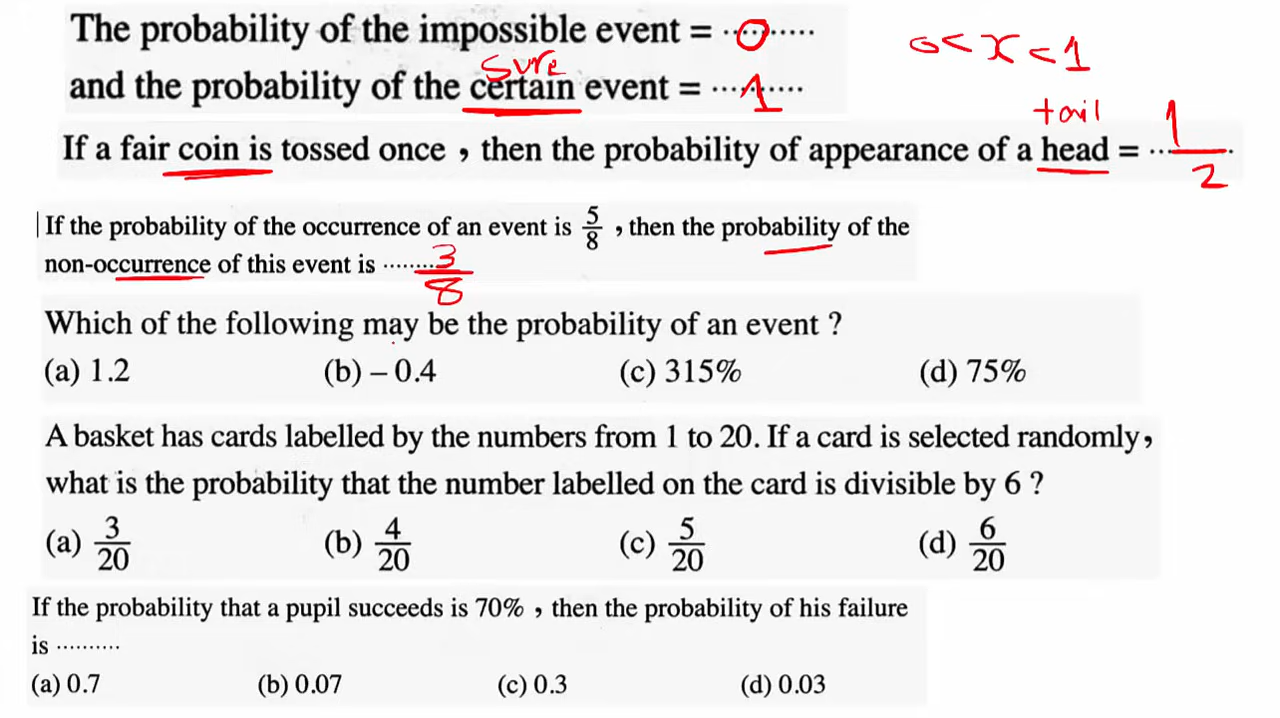 The probability of the impossible event = ...0...
0 < x < 1
sure
and the probability of the certain event = ...1...
tail
If a fair coin is tossed once , then the probability of appearance of a head = ...1/2
If the probability of the occurrence of an event is 5/8 , then the probability of the
non-occurrence of this event is ........3/8
Which of the following may be the probability of an event ?
(a) 1.2 (b) – 0.4 (c) 315% (d) 75%
A basket has cards labelled by the numbers from 1 to 20. If a card is selected randomly,
what is the probability that the number labelled on the card is divisible by 6 ?
(a) 3/20 (b) 4/20 (c) 5/20 (d) 6/20
If the probability that a pupil succeeds is 70% , then the probability of his failure
is ..........
(a) 0.7 (b) 0.07 (c) 0.3 (d) 0.03